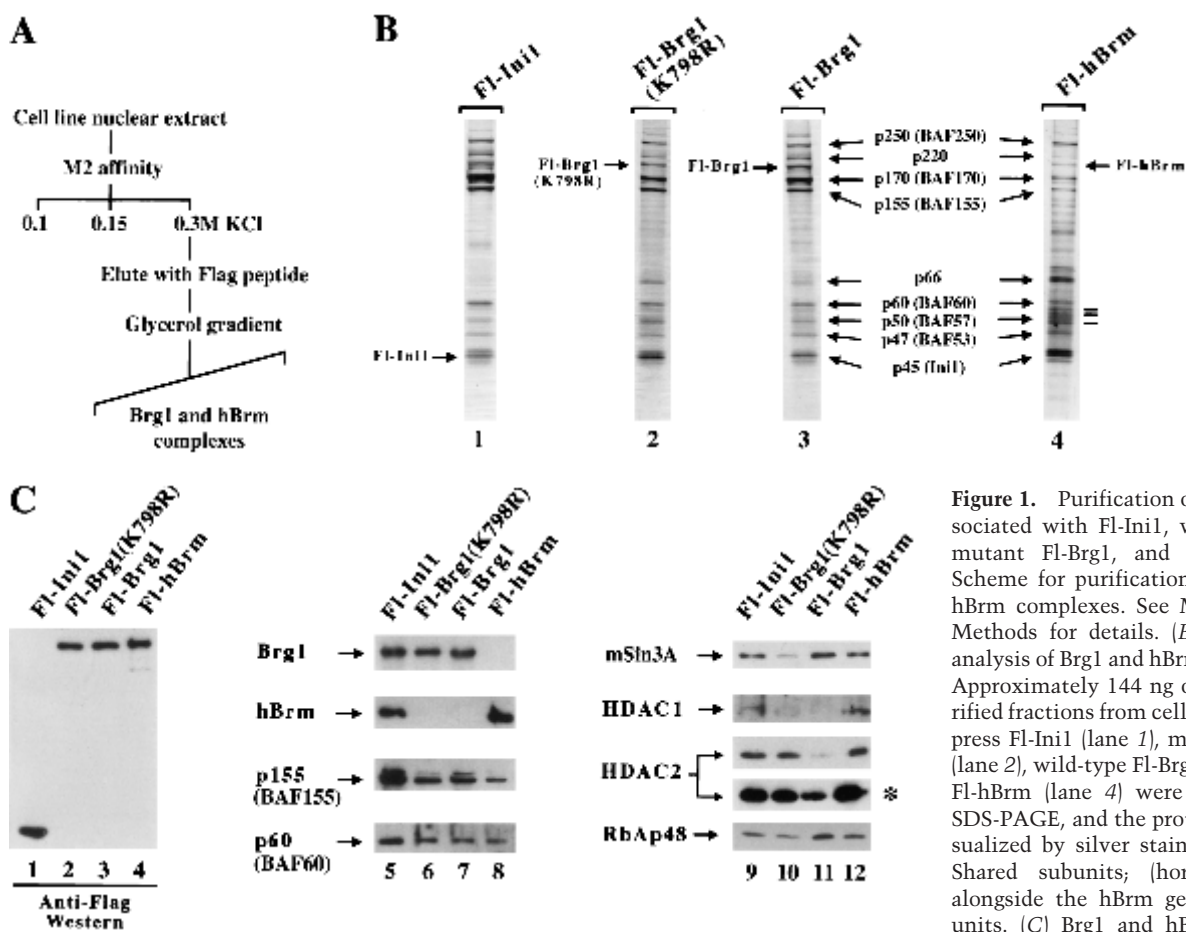 A
Cell line nuclear extract
M2 affinity
0.1 0.15 0.3M KCl
Elute with Flag peptide
Glycerol gradient
Brg1 and hBrm
complexes
B
Fl-Ini1
Fl-Brg1
(K798R)
Fl-Brg1
Fl-hBrm
Fl-Brg1
(K798R)
Fl-Brg1
p250 (BAF250)
p220
p170 (BAF170)
p155 (BAF155)
Fl-hBrm
p66
p60 (BAF60)
p50 (BAF57)
p47 (BAF53)
p45 (Ini1)
Fl-Ini1
1 2 3 4
C
Fl-Ini1
Fl-Brg1(K798R)
Fl-Brg1
Fl-hBrm
1 2 3 4
Anti-Flag
Western
Fl-Ini1
Fl-Brg1(K798R)
Fl-Brg1
Fl-hBrm
Brg1
hBrm
p155
(BAF155)
p60
(BAF60)
5 6 7 8
Fl-Ini1
Fl-Brg1(K798R)
Fl-Brg1
Fl-hBrm
mSin3A
HDAC1
HDAC2
*
RbAp48
9 10 11 12
Figure 1. Purification o
sociated with Fl-Ini1, w
mutant Fl-Brg1, and
Scheme for purification
hBrm complexes. See M
Methods for details. (B
analysis of Brg1 and hBrm
Approximately 144 ng o
rified fractions from cell
press Fl-Ini1 (lane 1), m
(lane 2), wild-type Fl-Brg
Fl-hBrm (lane 4) were
SDS-PAGE, and the pro
sualized by silver stain
Shared subunits; (hor
alongside the hBrm ge
units. (C) Brg1 and hB